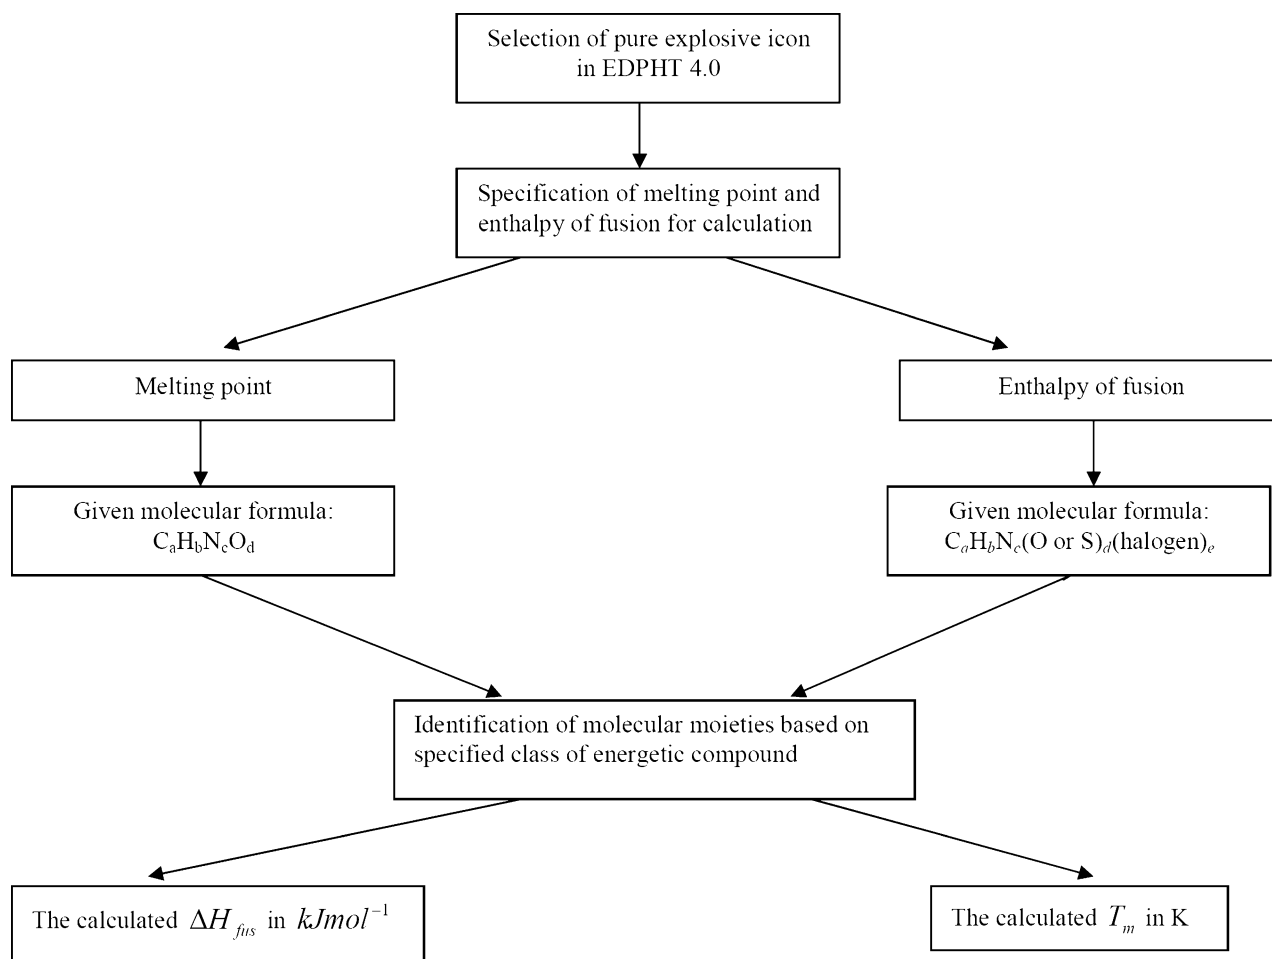 Selection of pure explosive icon
in EDPHT 4.0
Specification of melting point and
enthalpy of fusion for calculation
Melting point
Enthalpy of fusion
Given molecular formula:
CaHbNcOd
Given molecular formula:
CaHbNc(O or S)d(halogen)e
Identification of molecular moieties based on
specified class of energetic compound
The calculated ΔH fus in kJmol⁻¹
The calculated Tm in K